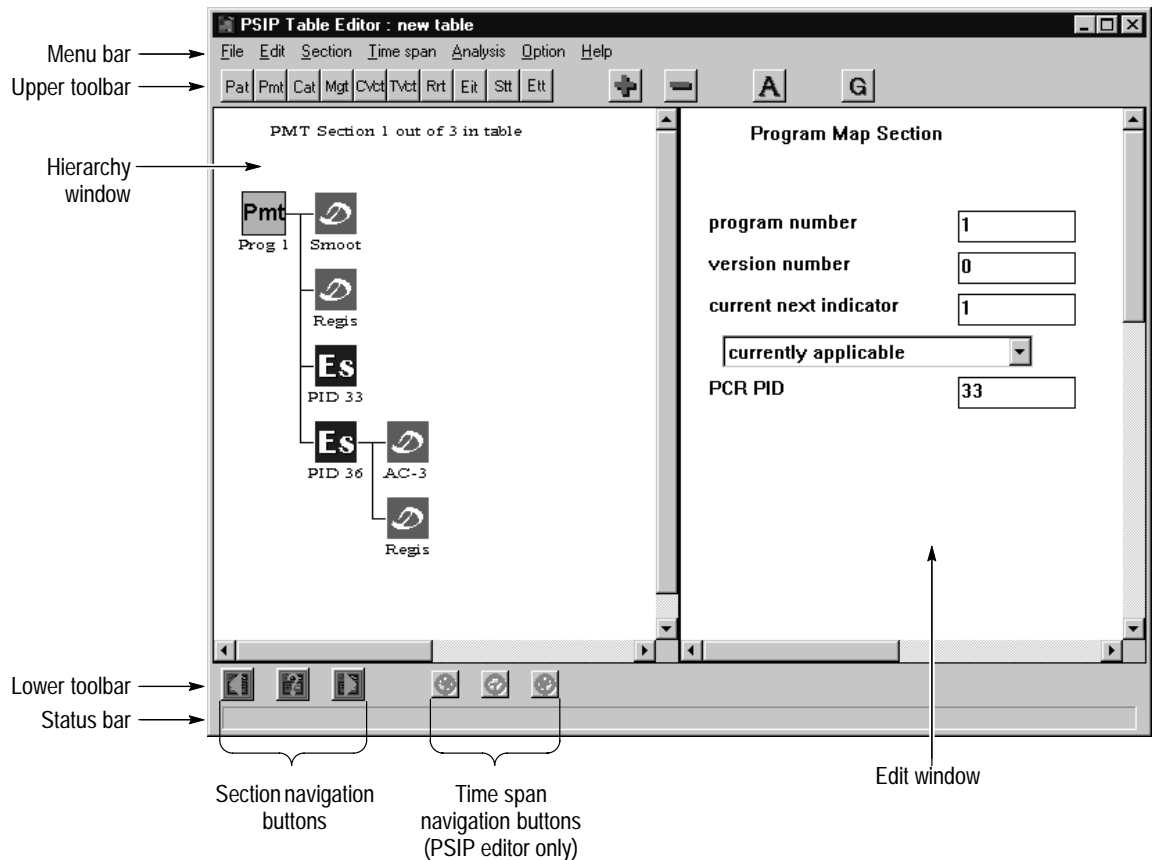 PSIP Table Editor : new table
Menu bar
File Edit Section Time span Analysis Option Help
Upper toolbar
Pat Pmt Cat Mgt CVct TVct Rrt Eit Stt Ett A G
Hierarchy
window
PMT Section 1 out of 3 in table
Pmt
Prog 1
Smoot
Regis
Es
PID 33
Es
PID 36
AC-3
Regis
Program Map Section
program number 1
version number 0
current next indicator 1
currently applicable
PCR PID 33
Lower toolbar
Status bar
Section navigation
buttons
Time span
navigation buttons
(PSIP editor only)
Edit window